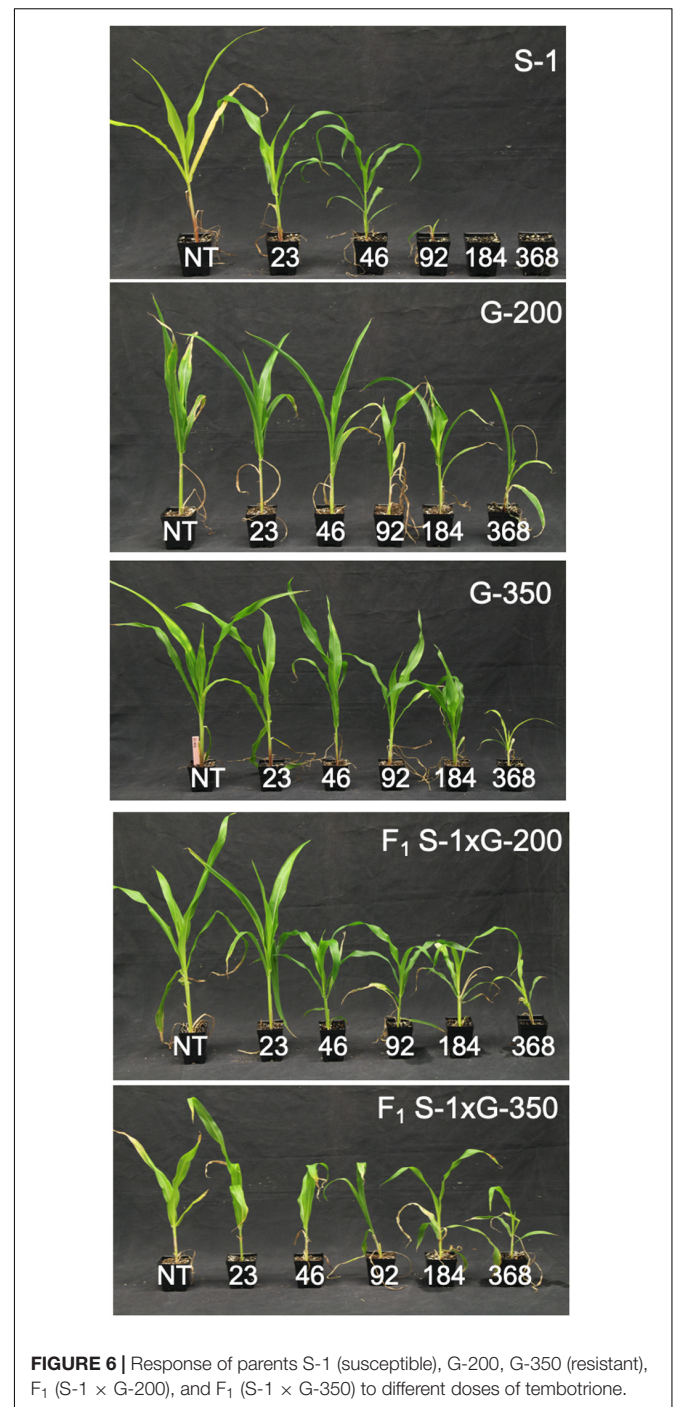 S-1
NT 23 46 92 184 368
G-200
NT 23 46 92 184 368
G-350
NT 23 46 92 184 368
F₁ S-1xG-200
NT 23 46 92 184 368
F₁ S-1xG-350
NT 23 46 92 184 368
FIGURE 6 | Response of parents S-1 (susceptible), G-200, G-350 (resistant),
F₁ (S-1 × G-200), and F₁ (S-1 × G-350) to different doses of tembotrione.